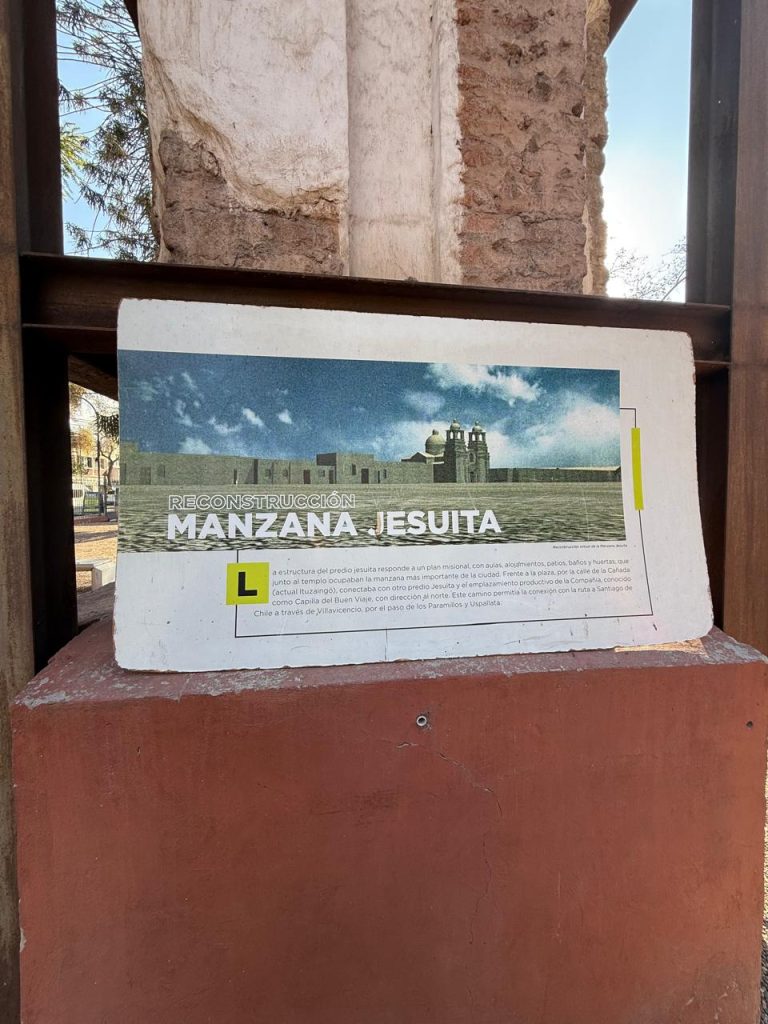 RECONSTRUCCIÓN
MANZANA JESUITA
Reconstrucción virtual de la Manzana Jesuita
La estructura del predio jesuita responde a un plan misional, con aulas, alojamientos, patios, baños y huertas, que
junto al templo ocupaban la manzana más importante de la ciudad. Frente a la plaza, por la calle de la Cañada
(actual Ituzaingó), conectaba con otro predio Jesuita y el emplazamiento productivo de la Compañía, conocido
como Capilla del Buen Viaje, con dirección al norte. Este camino permitía la conexión con la ruta a Santiago de
Chile a través de Villavicencio, por el paso de los Paramillos y Uspallata.